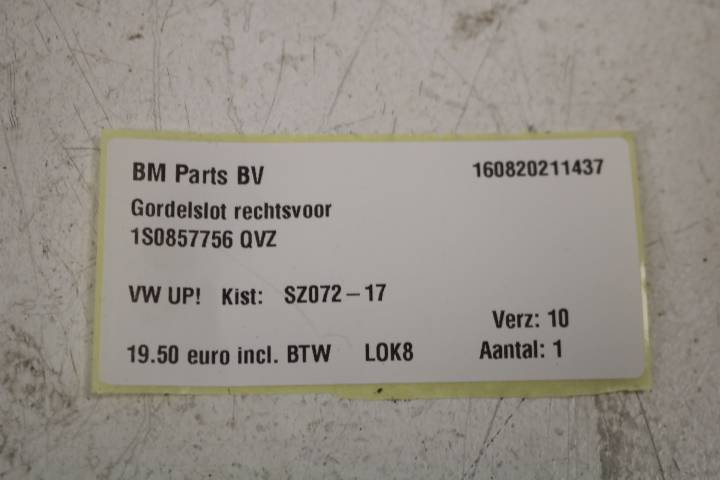 BM Parts BV 160820211437
Gordelslot rechtsvoor
1S0857756 QVZ
VW UP! Kist: SZ072-17
Verz: 10
19.50 euro incl. BTW LOK8 Aantal: 1